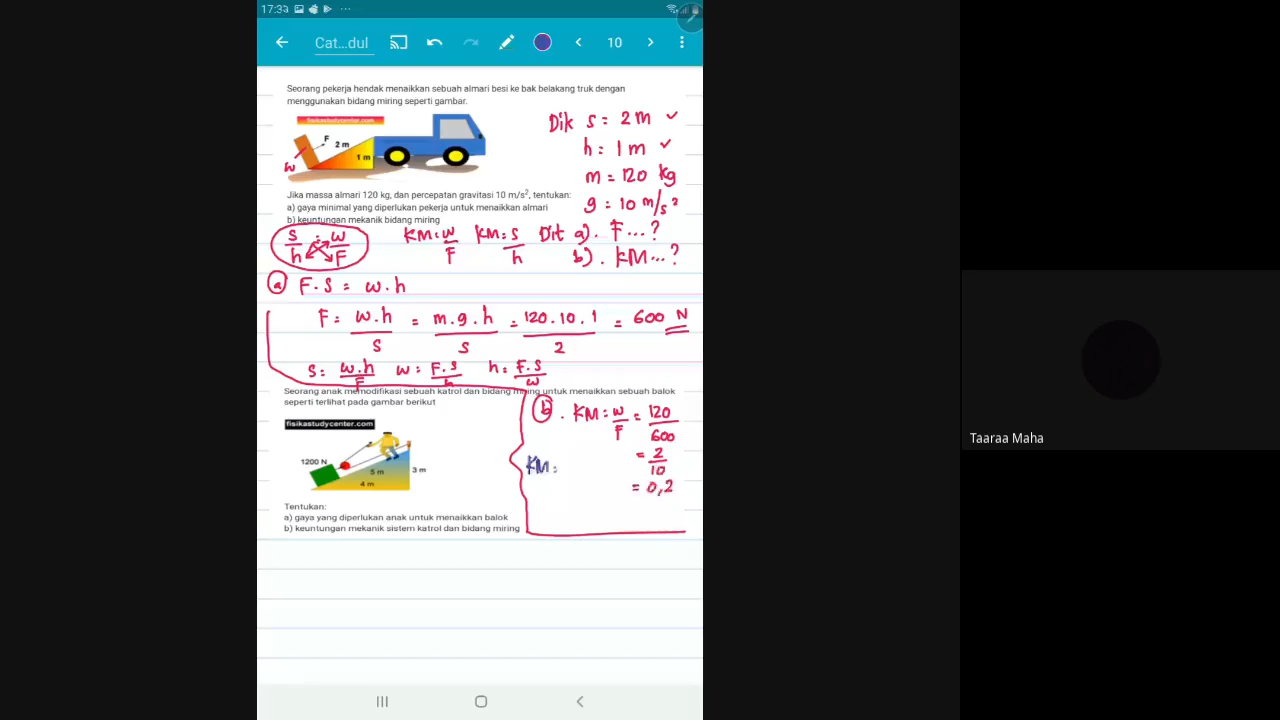 17:39
Cat...dul
10
Seorang pekerja hendak menaikkan sebuah almari besi ke bak belakang truk dengan
menggunakan bidang miring seperti gambar.
fisikastudycenter.com
F
2 m
1 m
w
Dik s = 2 m ✓
h = 1 m ✓
m = 120 kg
g = 10 m/s²
Jika massa almari 120 kg, dan percepatan gravitasi 10 m/s², tentukan:
a) gaya minimal yang diperlukan pekerja untuk menaikkan almari
b) keuntungan mekanik bidang miring
s/h = w/F
KM = w/F KM = s/h
Dit a). F...?
b). KM...?
a F . s = w . h
F = w.h/s = m.g.h/s = 120.10.1/2 = 600 N
s = w.h/F w = F.s/h h = F.s/w
Seorang anak memodifikasi sebuah katrol dan bidang miring untuk menaikkan sebuah balok
seperti terlihat pada gambar berikut
fisikastudycenter.com
1200 N
5 m
3 m
4 m
b. KM = w/F = 120/600
= 2/10
= 0,2
KM =
Tentukan:
a) gaya yang diperlukan anak untuk menaikkan balok
b) keuntungan mekanik sistem katrol dan bidang miring
Taaraa Maha